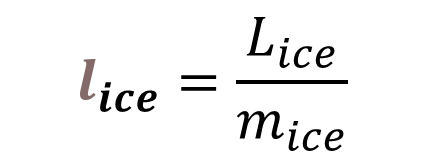 l_ice = L_ice / m_ice